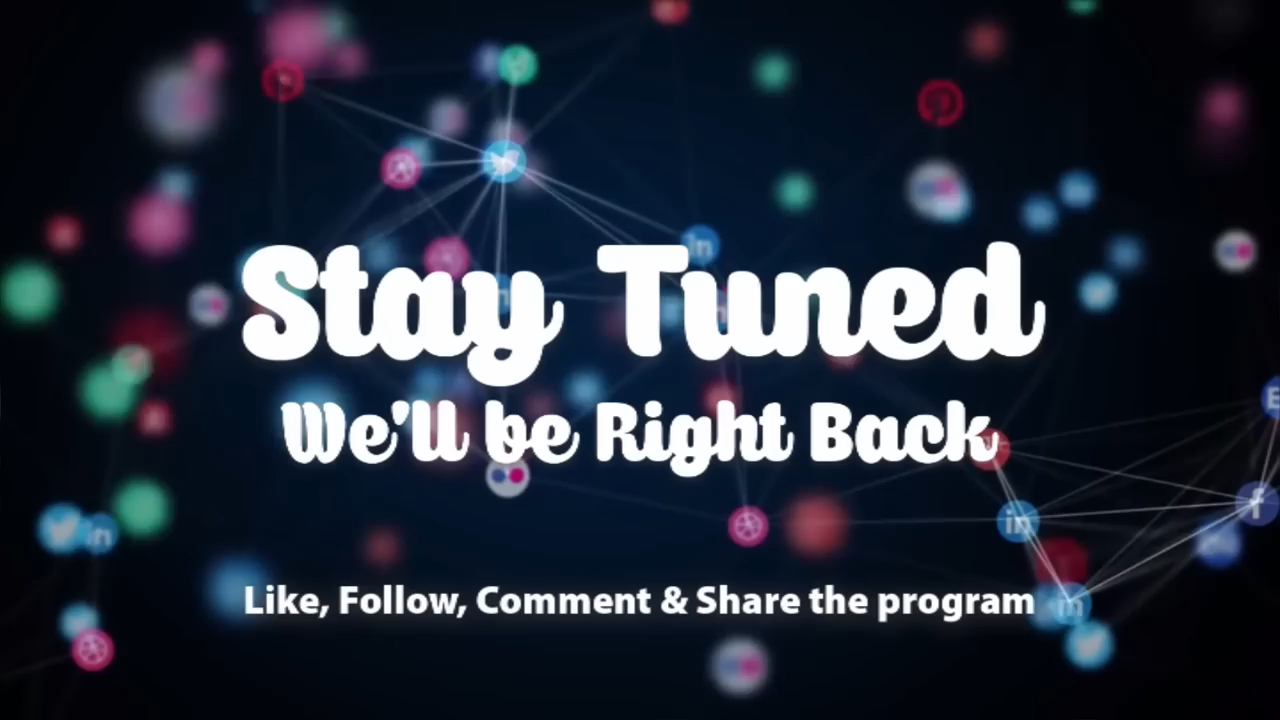 Stay Tuned
We'll be Right Back
Like, Follow, Comment & Share the program